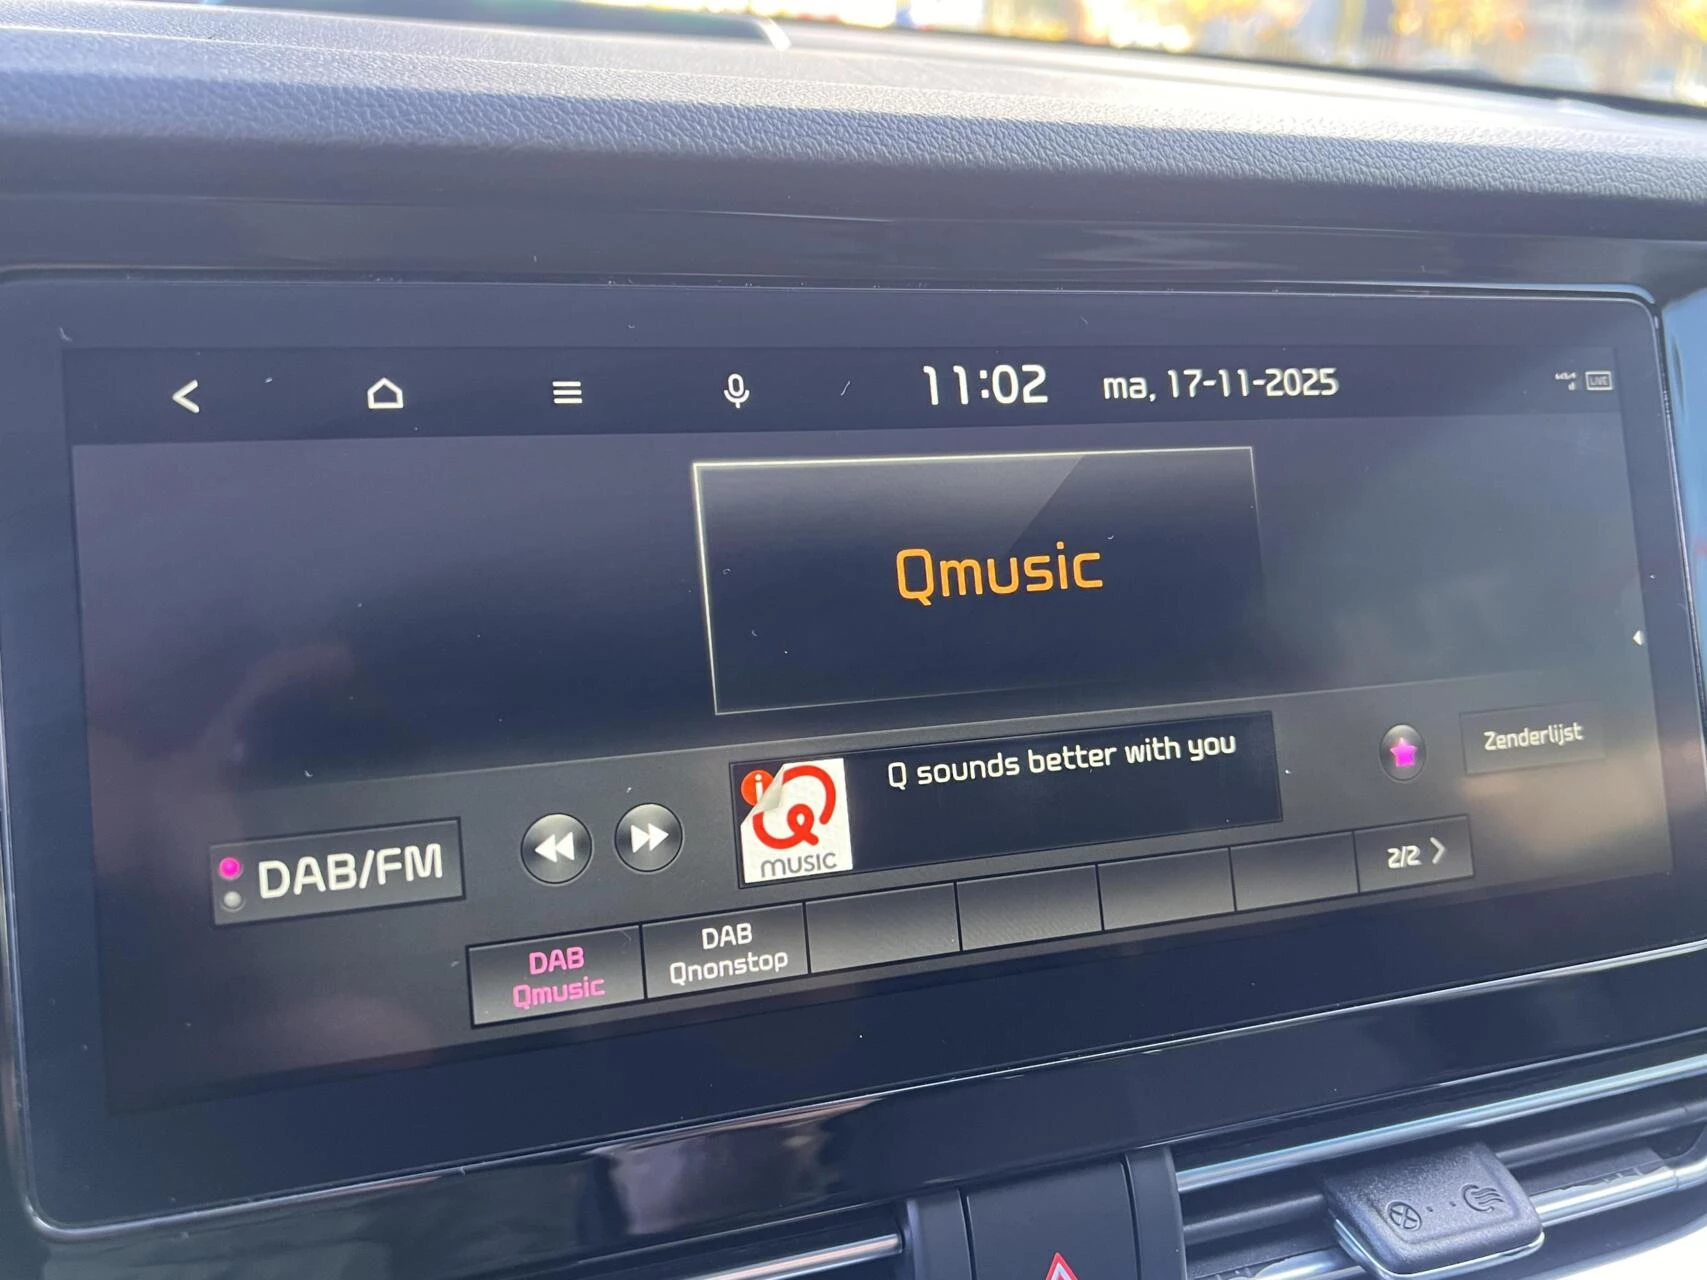 11:02 ma, 17-11-2025
LIVE
Qmusic
Q sounds better with you
Zenderlijst
i
MUSIC
DAB/FM
2/2
DAB
Qmusic
DAB
Qnonstop